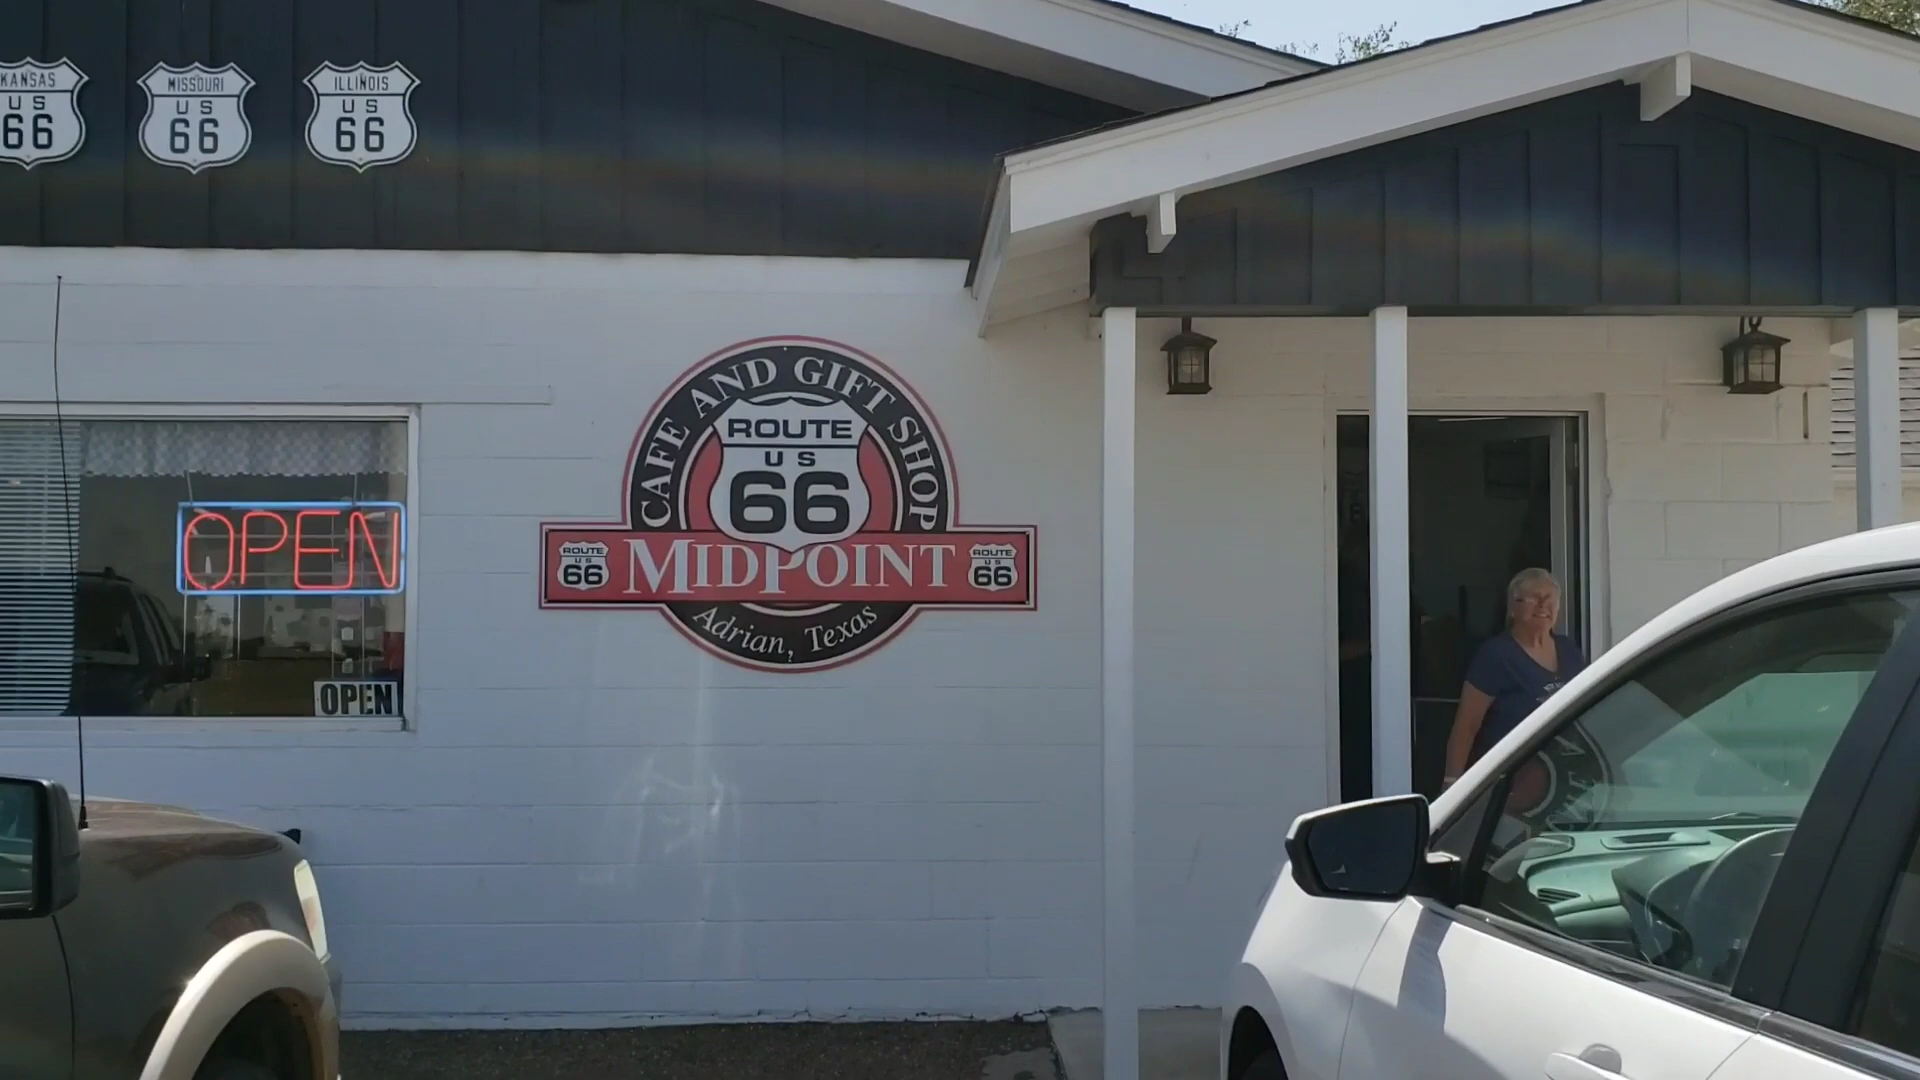 KANSAS
US
66
MISSOURI
US
66
ILLINOIS
US
66
CAFE AND GIFT SHOP
ROUTE
US
66
ROUTE
US
66
MIDPOINT
ROUTE
US
66
Adrian, Texas
OPEN
OPEN